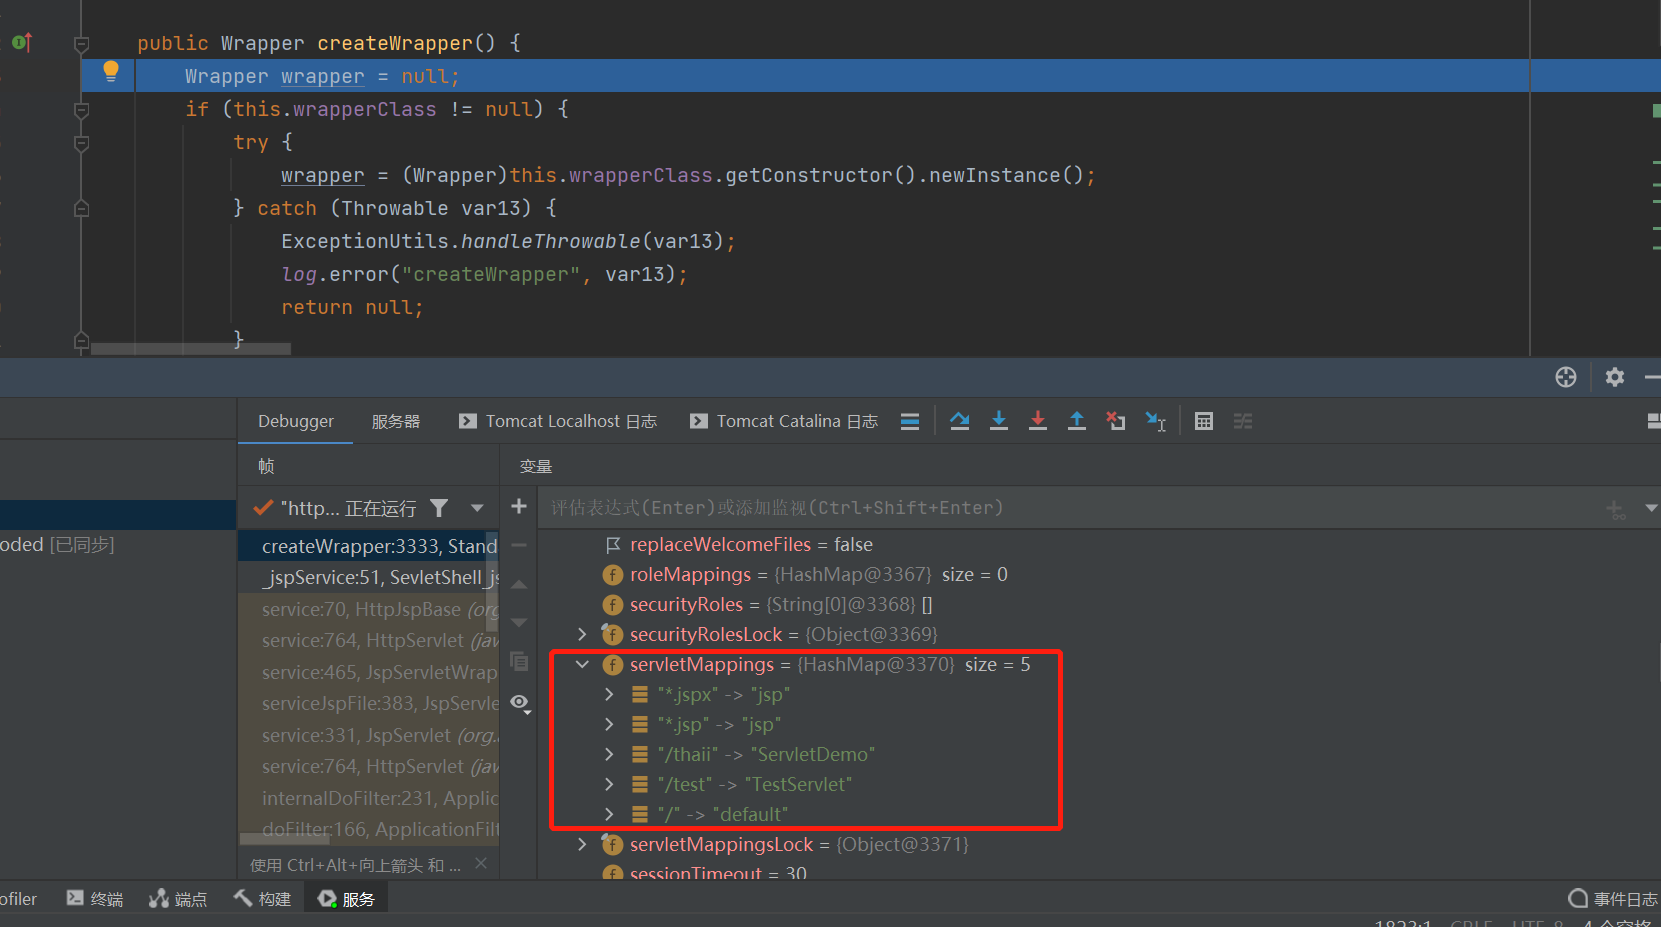 public Wrapper createWrapper() {
Wrapper wrapper = null;
if (this.wrapperClass != null) {
try {
wrapper = (Wrapper)this.wrapperClass.getConstructor().newInstance();
} catch (Throwable var13) {
ExceptionUtils.handleThrowable(var13);
log.error("createWrapper", var13);
return null;
}
Debugger 服务器 Tomcat Localhost 日志 Tomcat Catalina 日志
帧 变量
"http... 正在运行
评估表达式(Enter)或添加监视(Ctrl+Shift+Enter)
oded [已同步]
createWrapper:3333, Stand
_jspService:51, SevletShell_js
service:70, HttpJspBase (org
service:764, HttpServlet (jav
service:465, JspServletWrap
serviceJspFile:383, JspServle
service:331, JspServlet (org.
service:764, HttpServlet (jav
internalDoFilter:231, Applic
doFilter:166, ApplicationFilt
使用 Ctrl+Alt+向上箭头 和 ...
replaceWelcomeFiles = false
roleMappings = {HashMap@3367} size = 0
securityRoles = {String[0]@3368} []
securityRolesLock = {Object@3369}
servletMappings = {HashMap@3370} size = 5
"*.jspx" -> "jsp"
"*.jsp" -> "jsp"
"/thaii" -> "ServletDemo"
"/test" -> "TestServlet"
"/" -> "default"
servletMappingsLock = {Object@3371}
sessionTimeout = 30
ofiler 终端 端点 构建 服务 事件日志
1823:1 CRLF UTF-8 4 个空格